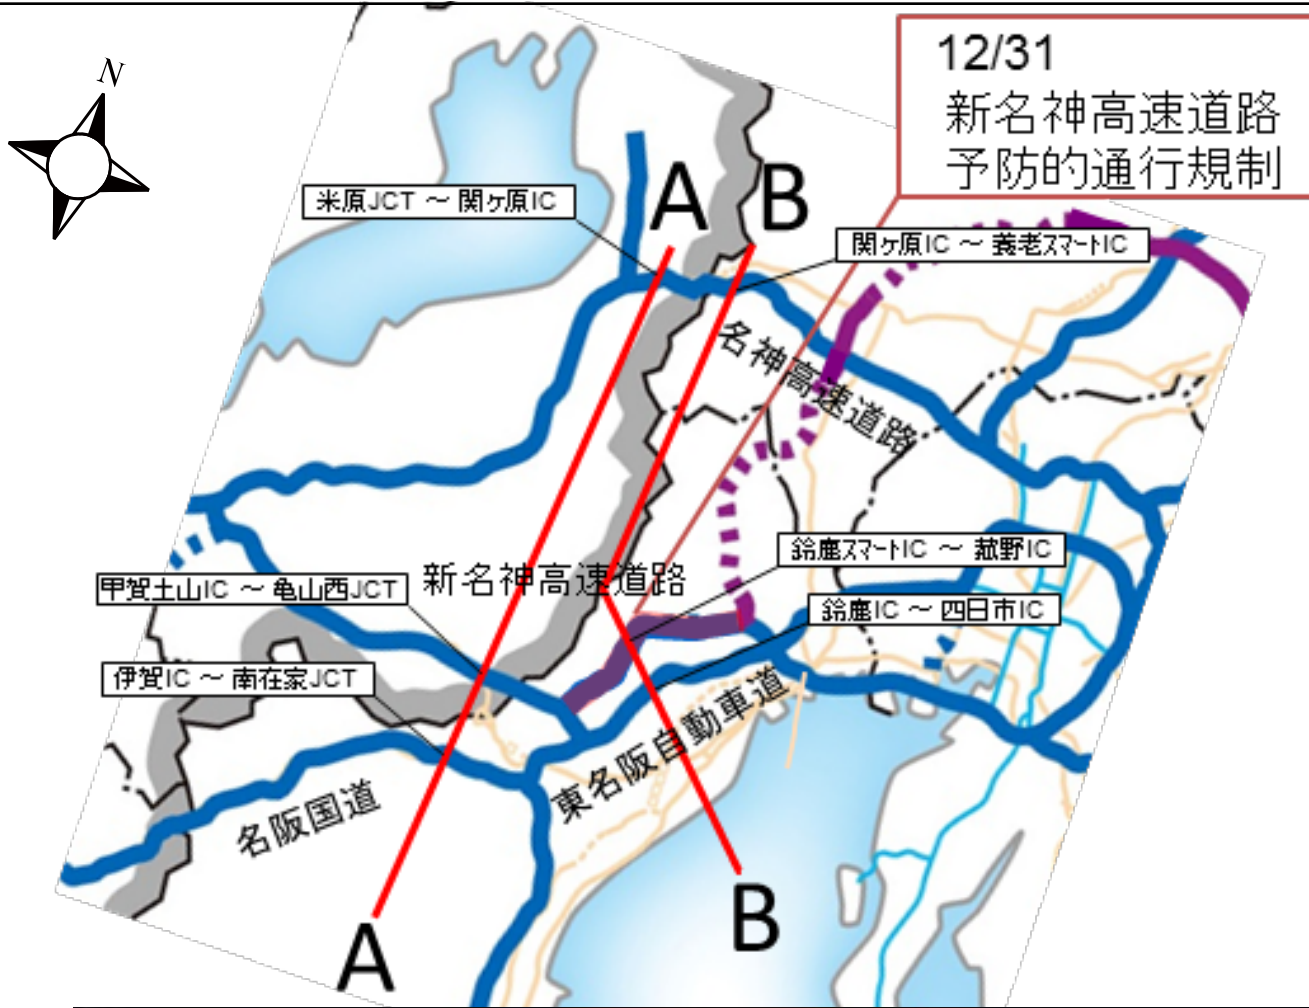 N
12/31
新名神高速道路
予防的通行規制
米原JCT ～ 関ヶ原IC
A
B
関ヶ原IC ～ 養老スマートIC
名神高速道路
鈴鹿スマートIC ～ 菰野IC
新名神高速道路
甲賀土山IC ～ 亀山西JCT
鈴鹿IC ～ 四日市IC
伊賀IC ～ 南在家JCT
東名阪自動車道
名阪国道
B
A